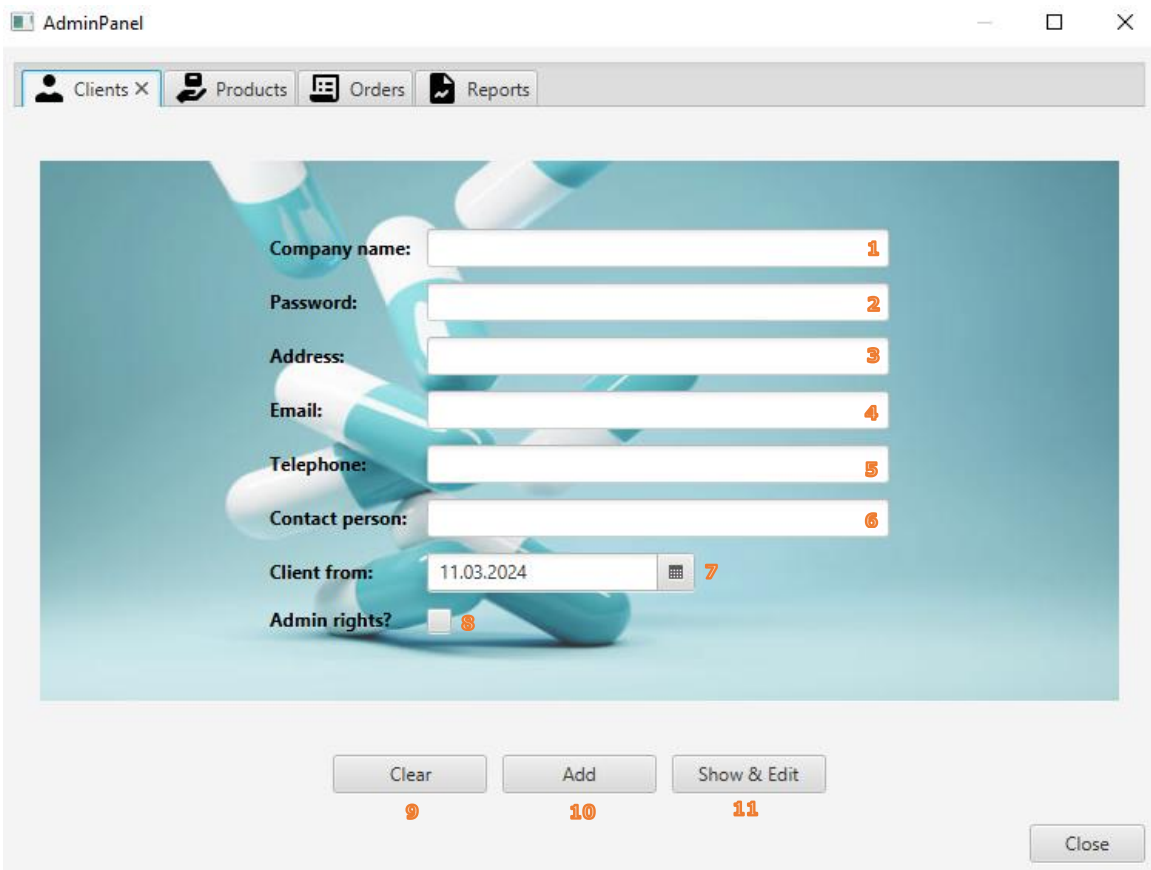 AdminPanel
Clients Products Orders Reports
Company name: 1
Password: 2
Address: 3
Email: 4
Telephone: 5
Contact person: 6
Client from: 11.03.2024 7
Admin rights? 8
Clear Add Show & Edit
9 10 11
Close